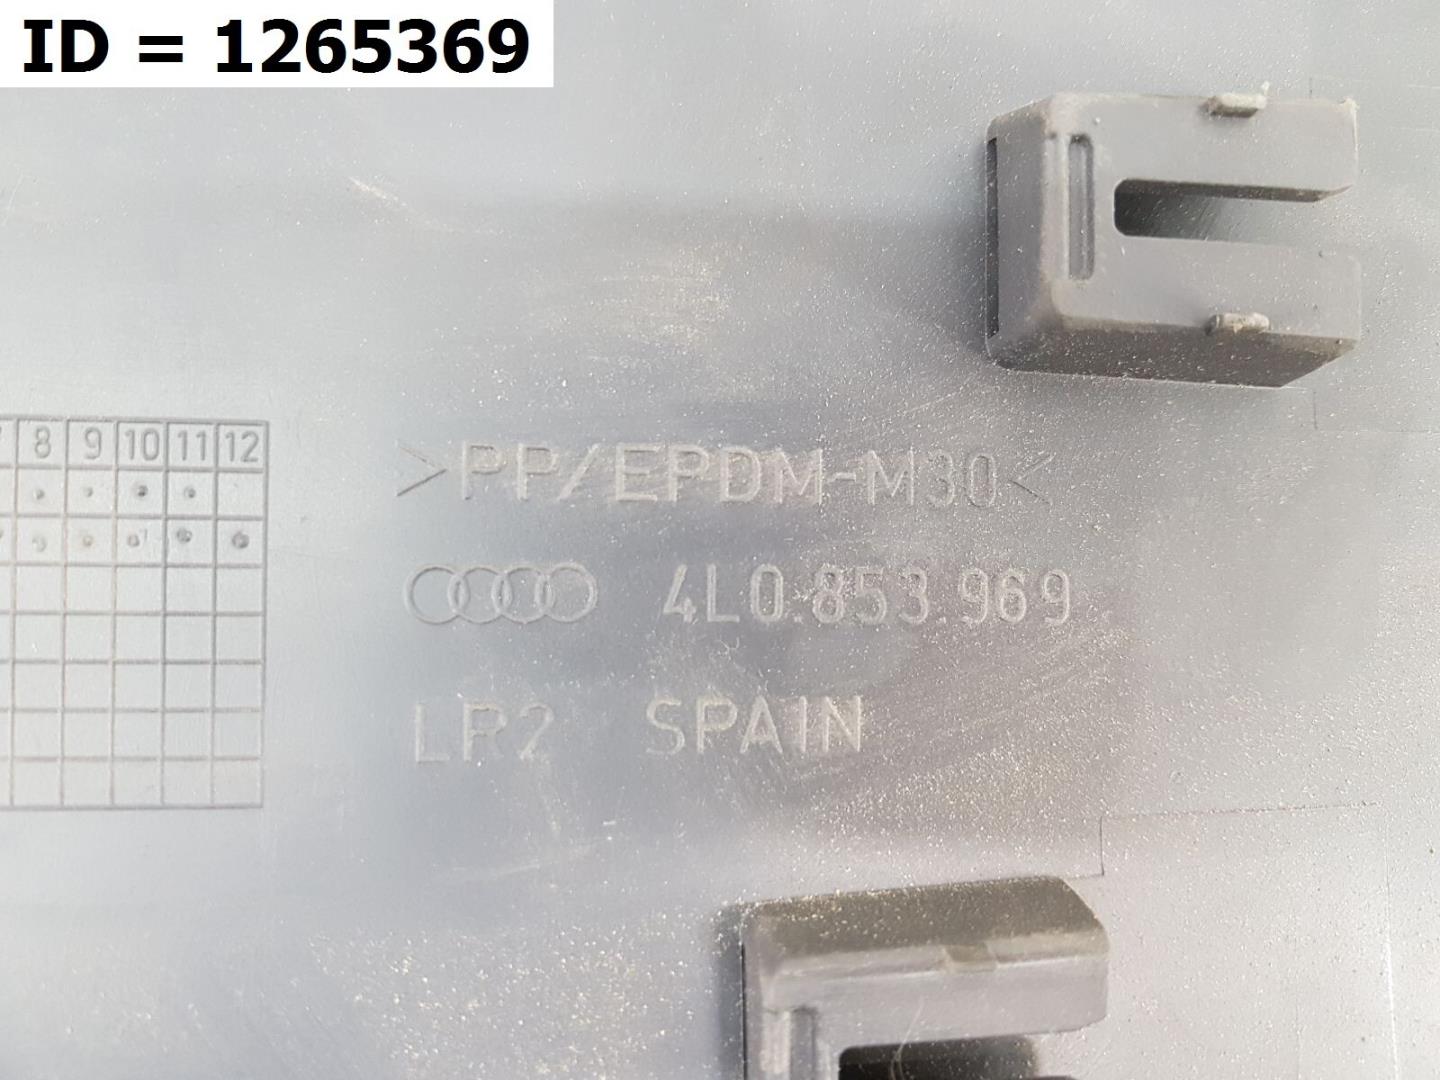 ID = 1265369
8 9 10 11 12
>PP/EPDM-M30<
4L0.853.969
LR2 SPAIN